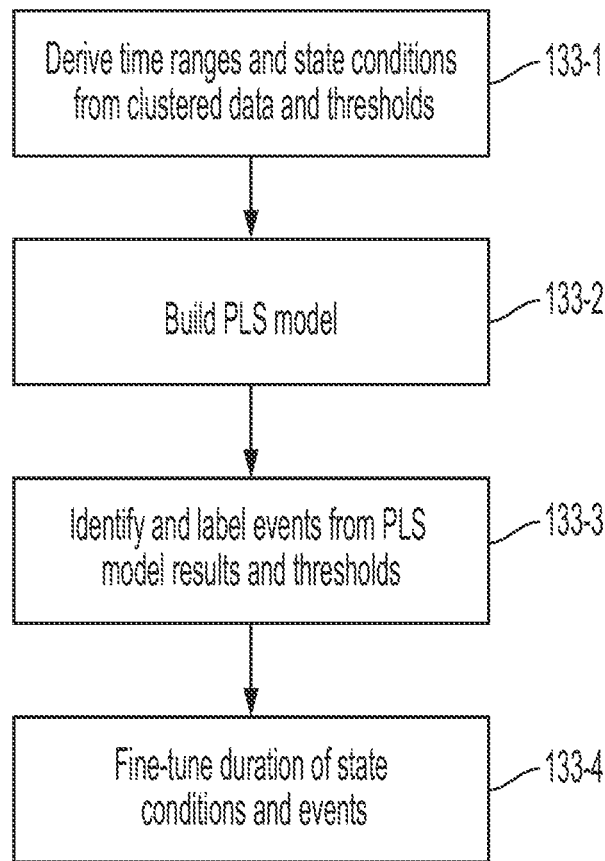 Derive time ranges and state conditions
from clustered data and thresholds
133-1
Build PLS model
133-2
Identify and label events from PLS
model results and thresholds
133-3
Fine-tune duration of state
conditions and events
133-4